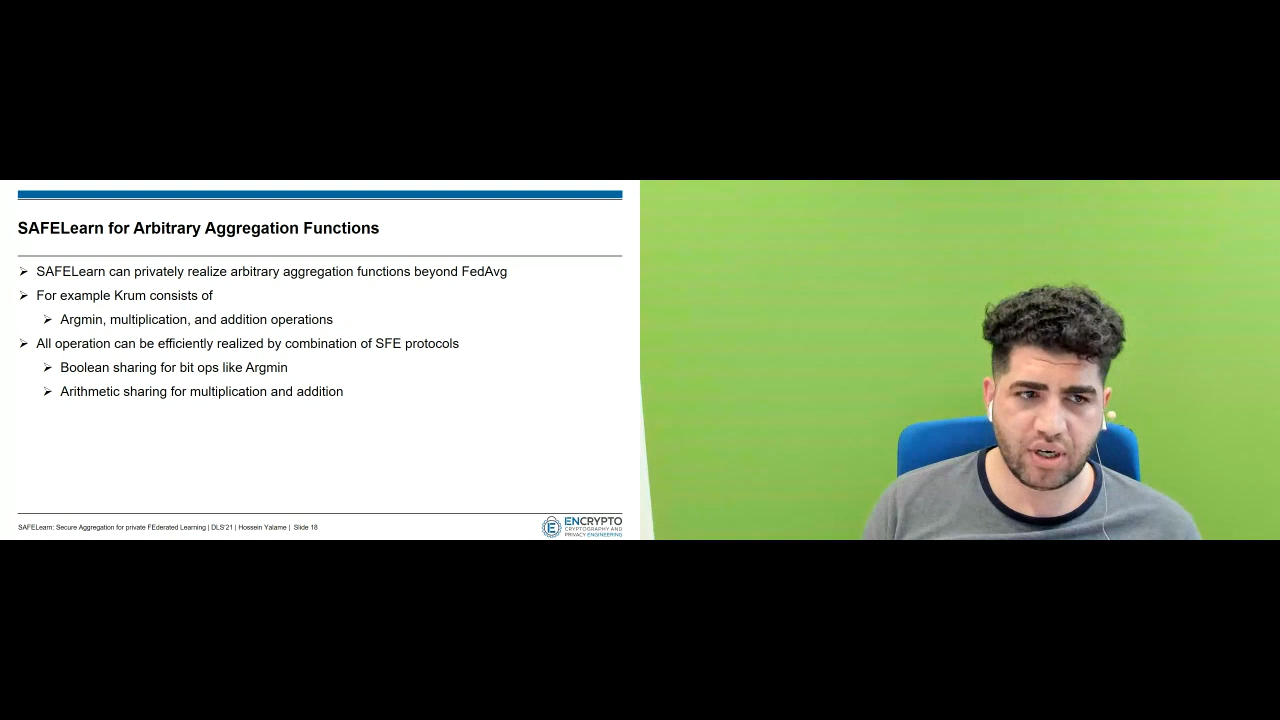 SAFELearn for Arbitrary Aggregation Functions
SAFELearn can privately realize arbitrary aggregation functions beyond FedAvg
For example Krum consists of
Argmin, multiplication, and addition operations
All operation can be efficiently realized by combination of SFE protocols
Boolean sharing for bit ops like Argmin
Arithmetic sharing for multiplication and addition
SAFELearn: Secure Aggregation for private FEderated Learning | DLS'21 | Hossein Yalame | Slide 18
ENCRYPTO
CRYPTOGRAPHY AND
PRIVACY ENGINEERING